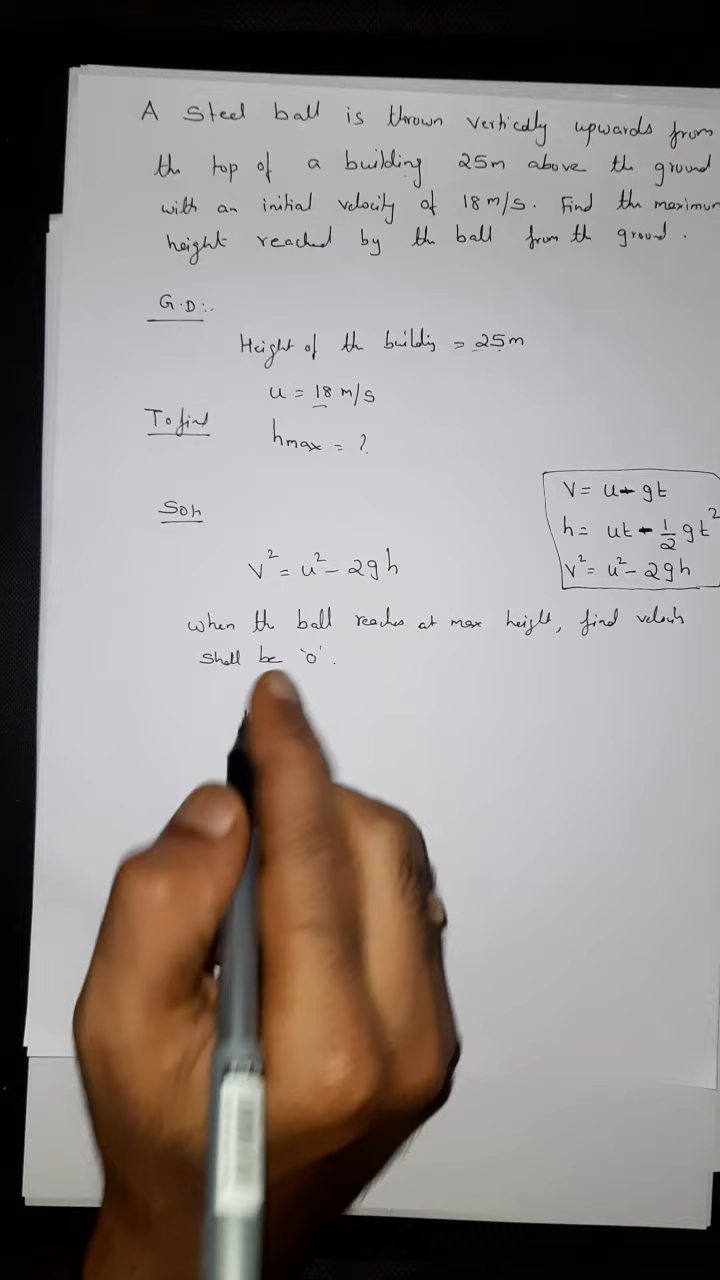 A Steel ball is thrown vertically upwards from
the top of a building 25m above the ground
with an initial velocity of 18 m/s. Find the maximum
height reached by the ball from the ground.
G.D:-
Height of the building = 25m
u = 18 m/s
To find
hmax = ?
Soln
v = u - gt
h = ut - 1/2 gt²
v² = u² - 2gh
v² = u² - 2gh
when the ball reaches at max height, find velocity
shall be 'o'.